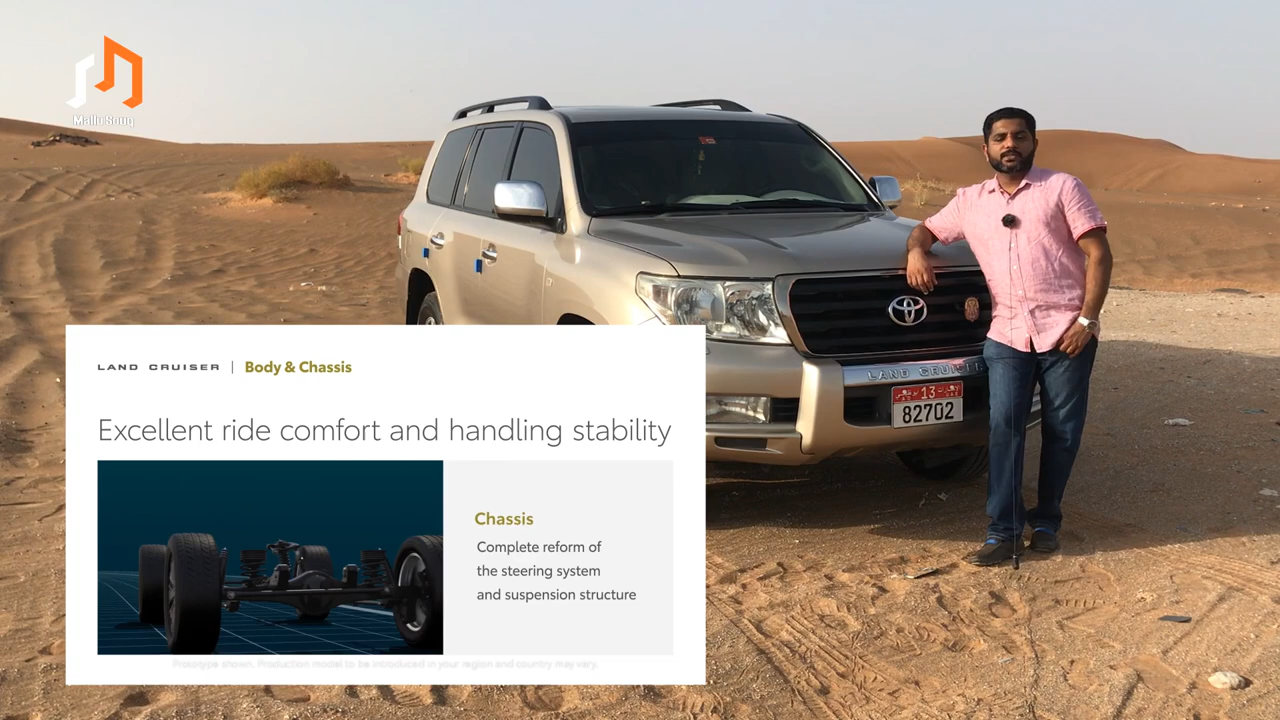 Mallu Song
LAND CRUISER
13
82702
LAND CRUISER | Body & Chassis
Excellent ride comfort and handling stability
Chassis
Complete reform of
the steering system
and suspension structure
Prototype shown. Production model to be introduced in your region and country may vary.